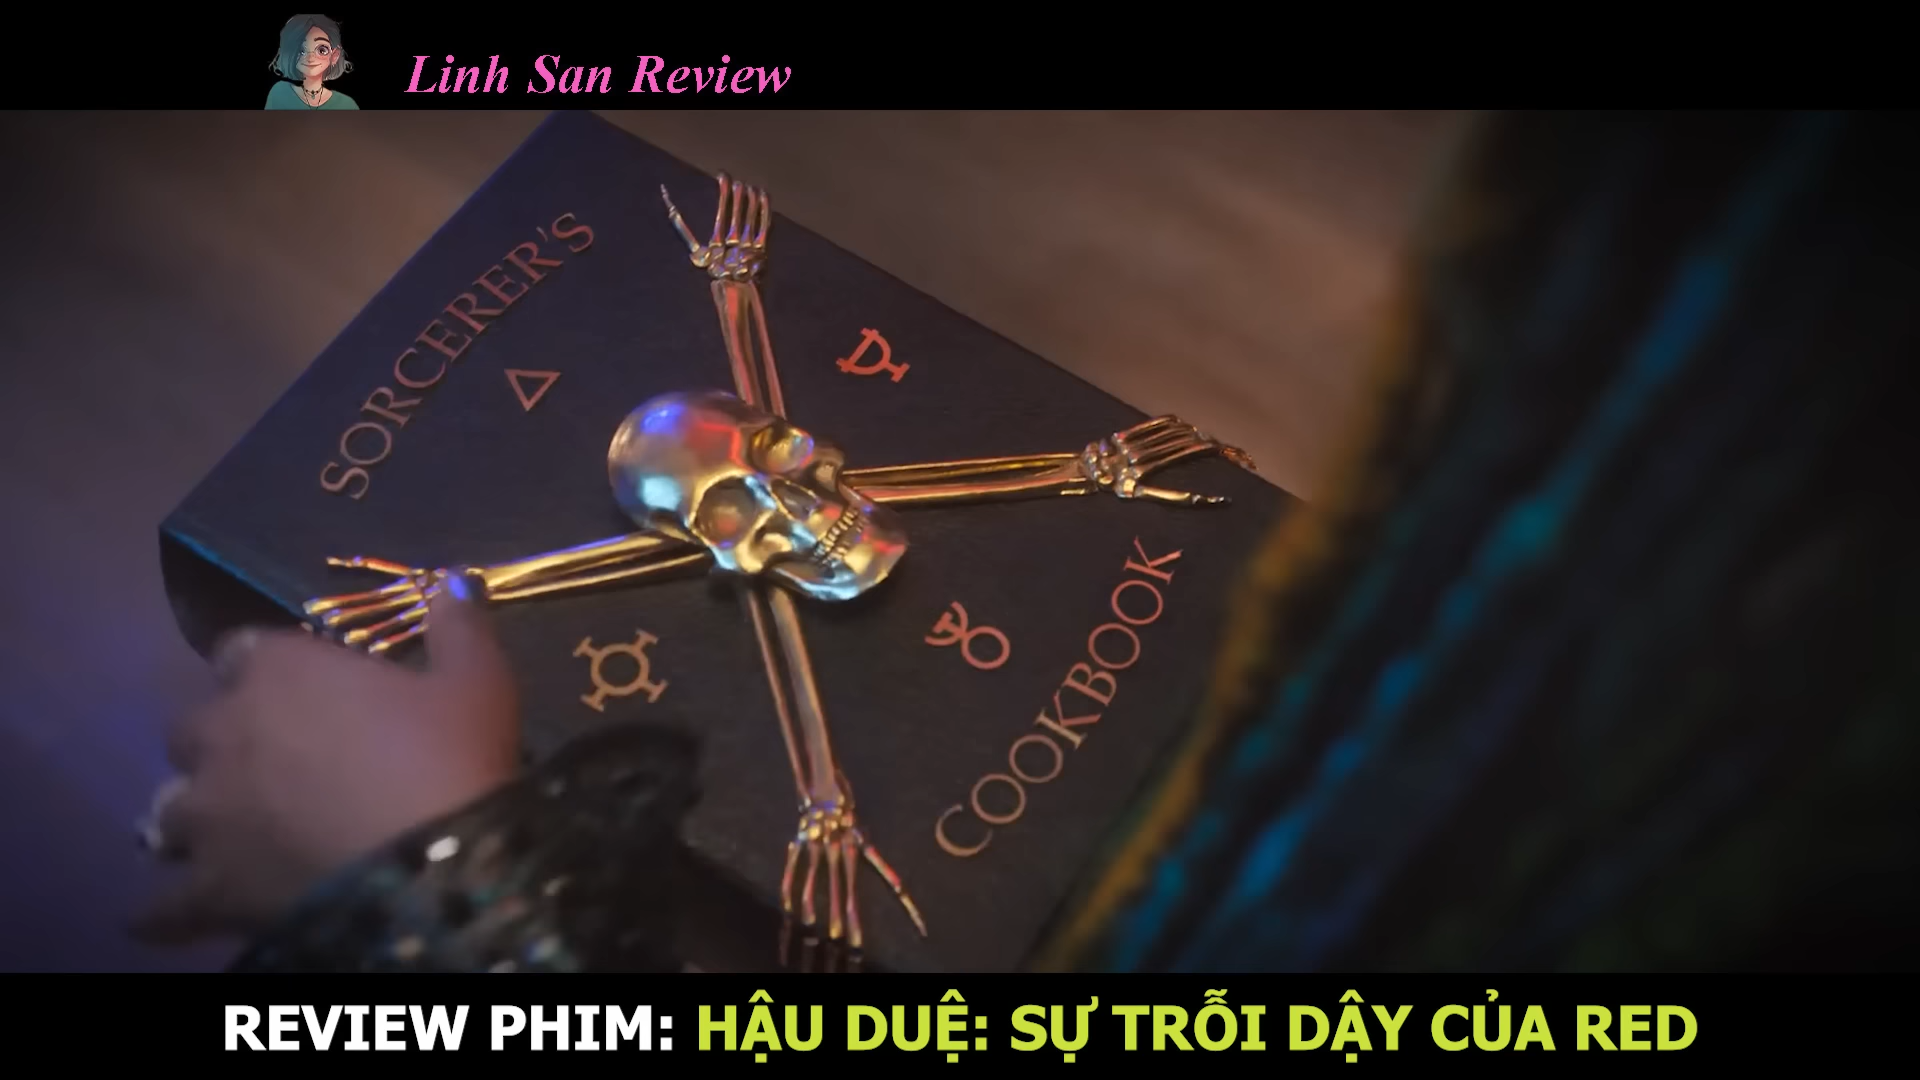 Linh San Review
SORCERER'S
COOKBOOK
REVIEW PHIM: HẬU DUỆ: SỰ TRỖI DẬY CỦA RED